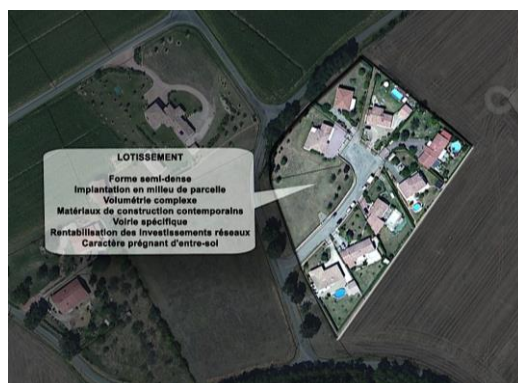 LOTISSEMENT
Forme semi-dense
Implantation en milieu de parcelle
Volumétrie complexe
Matériaux de construction contemporains
Voirie spécifique
Rentabilisation des investissements réseaux
Caractère prégnant d'entre-sol